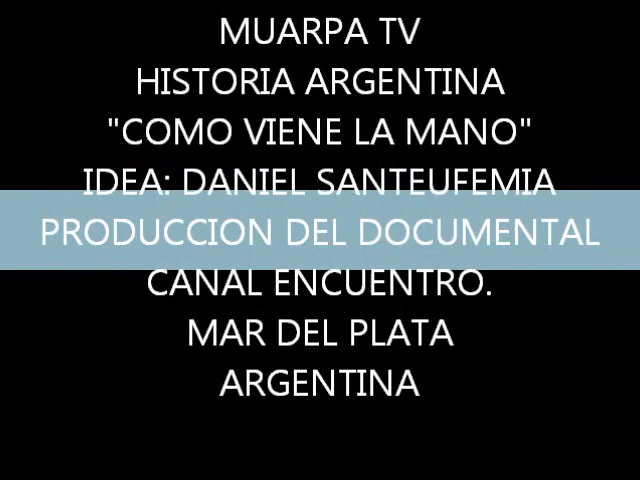 MUARPA TV
HISTORIA ARGENTINA
"COMO VIENE LA MANO"
IDEA: DANIEL SANTEUFEMIA
PRODUCCION DEL DOCUMENTAL
CANAL ENCUENTRO.
MAR DEL PLATA
ARGENTINA